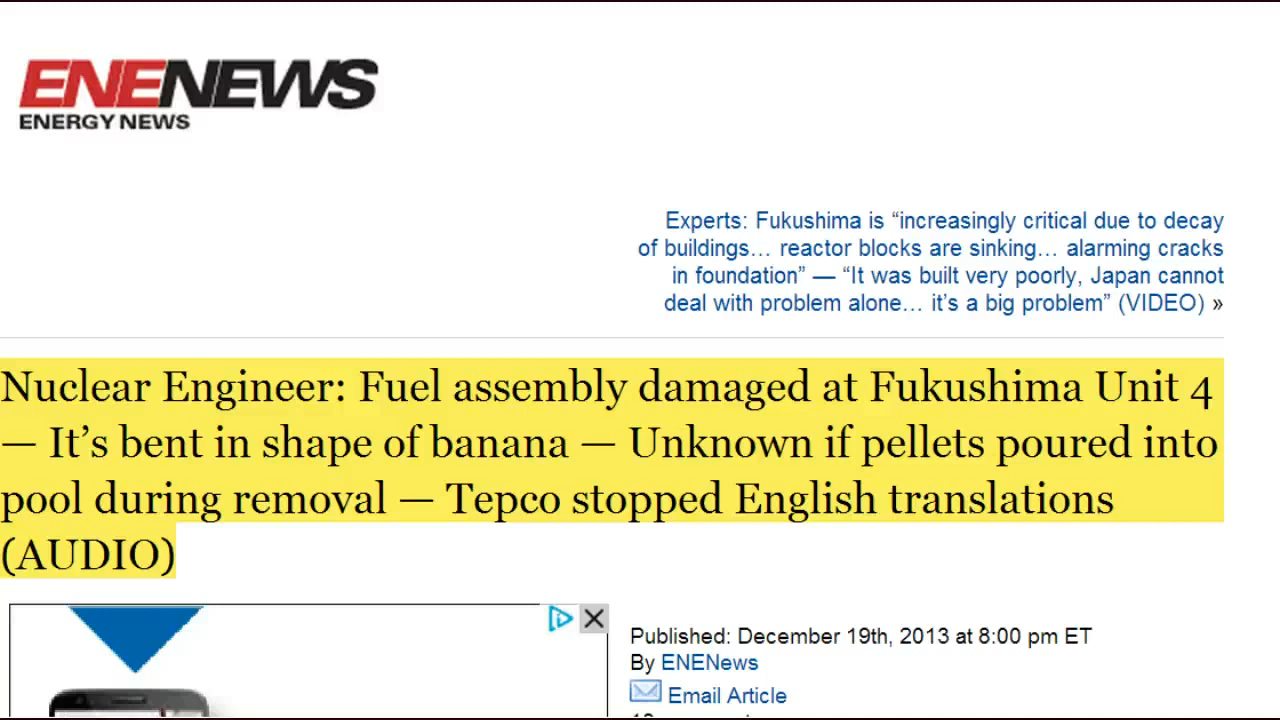 ENENEWS
ENERGY NEWS
Experts: Fukushima is “increasingly critical due to decay
of buildings… reactor blocks are sinking… alarming cracks
in foundation” — “It was built very poorly, Japan cannot
deal with problem alone… it’s a big problem” (VIDEO) »
Nuclear Engineer: Fuel assembly damaged at Fukushima Unit 4
— It’s bent in shape of banana — Unknown if pellets poured into
pool during removal — Tepco stopped English translations
(AUDIO)
Published: December 19th, 2013 at 8:00 pm ET
By ENENews
Email Article